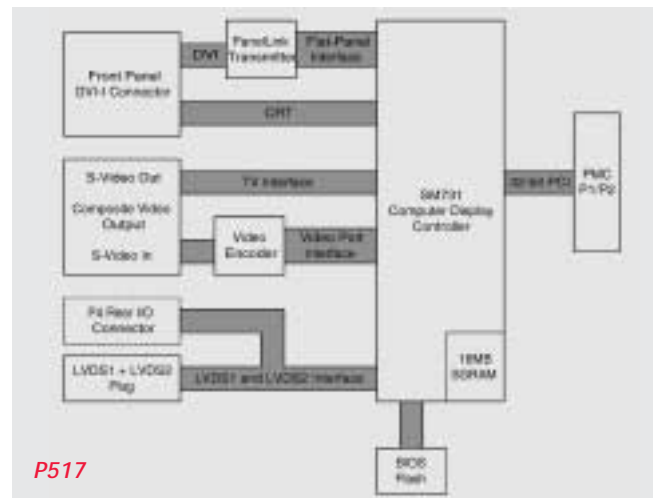 PanelLink
Transmitter
DVI
Flat-Panel
Interface
Front Panel
DVI-I Connector
CRT
S-Video Out
TV Interface
Composite Video
Output
S-Video In
Video
Encoder
Video Port
Interface
SM731
Computer Display
Controller
32-bit PCI
PMC
P1/P2
P4 Rear I/O
Connector
LVDS1 + LVDS2
Plug
LVDS1 and LVDS2 Interface
16MB
SGRAM
BIOS
Flash
P517